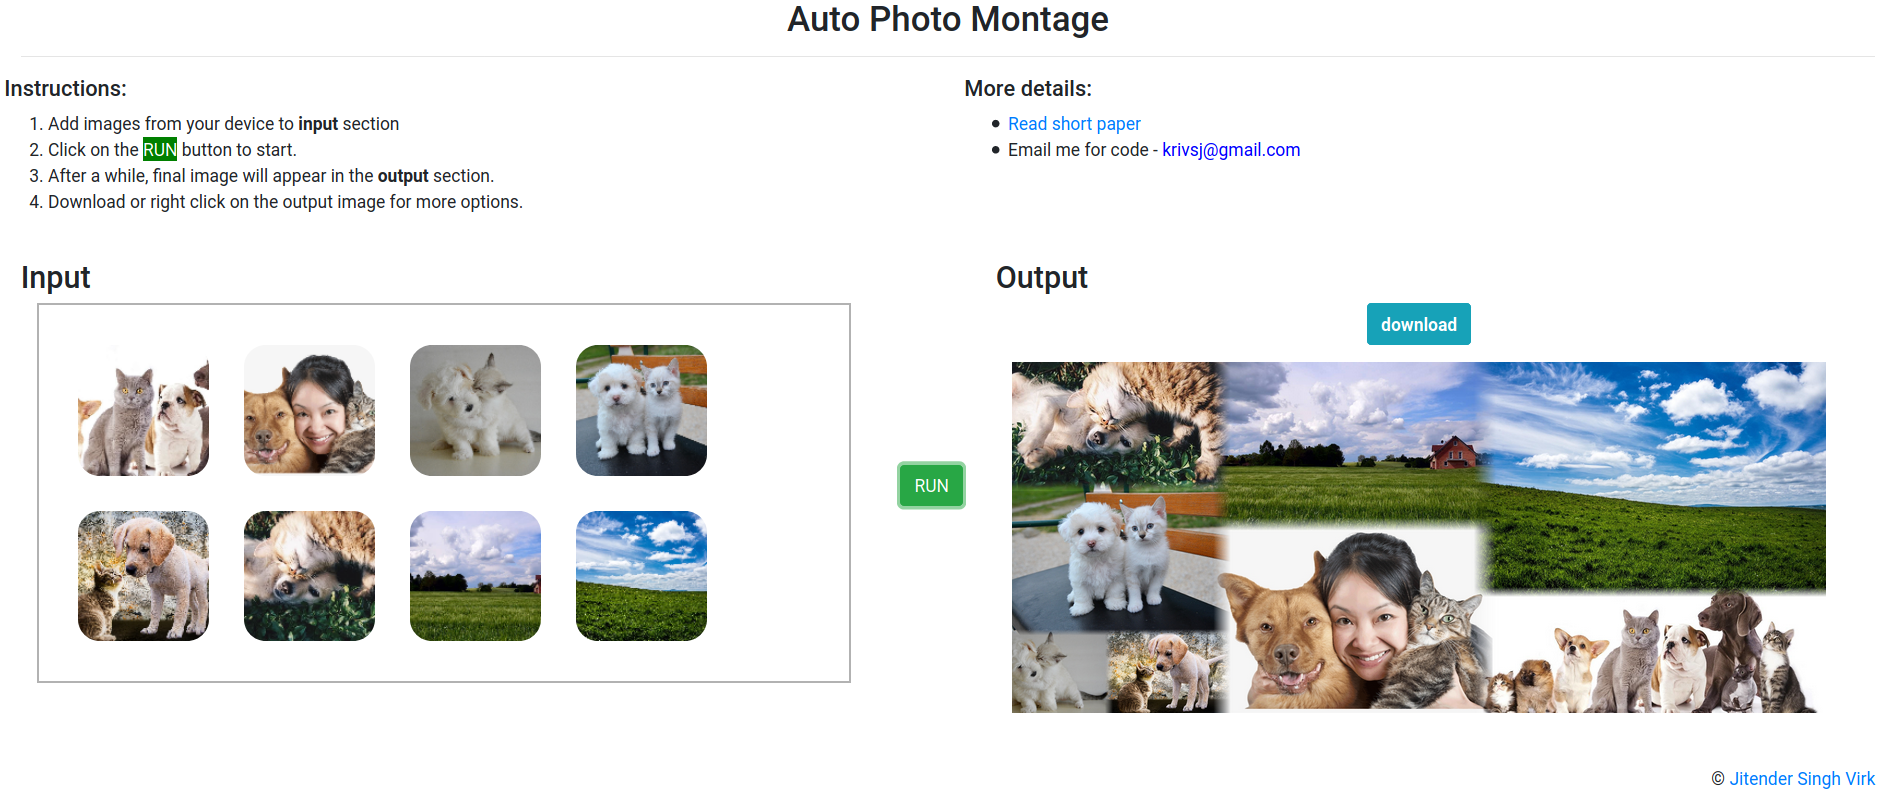 Auto Photo Montage
Instructions:
1. Add images from your device to input section
2. Click on the RUN button to start.
3. After a while, final image will appear in the output section.
4. Download or right click on the output image for more options.
More details:
● Read short paper
● Email me for code - krivsj@gmail.com
Input
RUN
Output
download
© Jitender Singh Virk